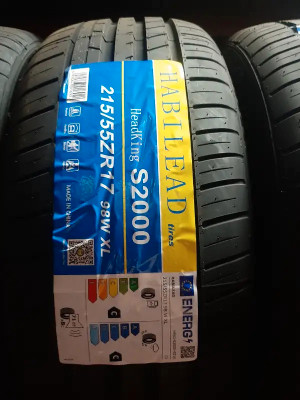 HABILEAD tires
HeadKing S2000
215/55ZR17 98W XL
MADE IN CHINA
ENERG
C
C